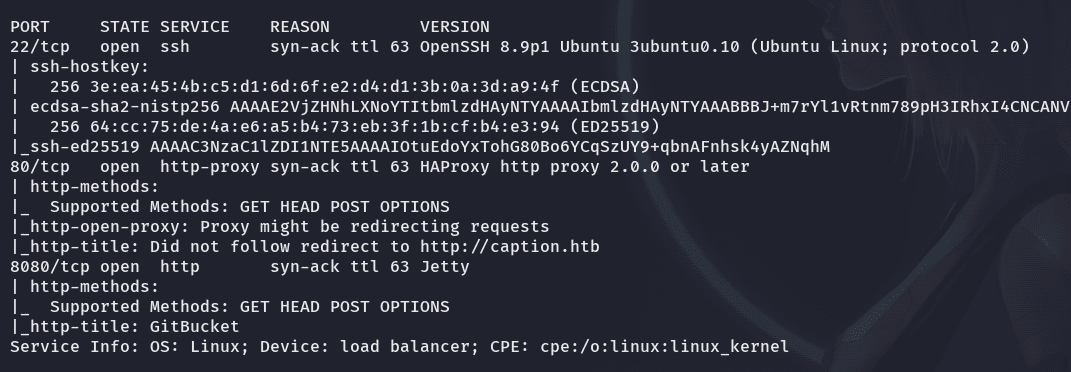 PORT     STATE SERVICE    REASON         VERSION
22/tcp   open  ssh        syn-ack ttl 63 OpenSSH 8.9p1 Ubuntu 3ubuntu0.10 (Ubuntu Linux; protocol 2.0)
| ssh-hostkey:
|   256 3e:ea:45:4b:c5:d1:6d:6f:e2:d4:d1:3b:0a:3d:a9:4f (ECDSA)
| ecdsa-sha2-nistp256 AAAAE2VjZHNhLXNoYTItbmlzdHAyNTYAAAAIbmlzdHAyNTYAAABBBJ+m7rYl1vRtnm789pH3IRhxI4CNCANV
|   256 64:cc:75:de:4a:e6:a5:b4:73:eb:3f:1b:cf:b4:e3:94 (ED25519)
|_ssh-ed25519 AAAAC3NzaC1lZDI1NTE5AAAAIOtuEdoYxTohG80Bo6YCqSzUY9+qbnAFnhsk4yAZNqhM
80/tcp   open  http-proxy syn-ack ttl 63 HAProxy http proxy 2.0.0 or later
| http-methods:
|_  Supported Methods: GET HEAD POST OPTIONS
|_http-open-proxy: Proxy might be redirecting requests
|_http-title: Did not follow redirect to http://caption.htb
8080/tcp open  http       syn-ack ttl 63 Jetty
| http-methods:
|_  Supported Methods: GET HEAD POST OPTIONS
|_http-title: GitBucket
Service Info: OS: Linux; Device: load balancer; CPE: cpe:/o:linux:linux_kernel